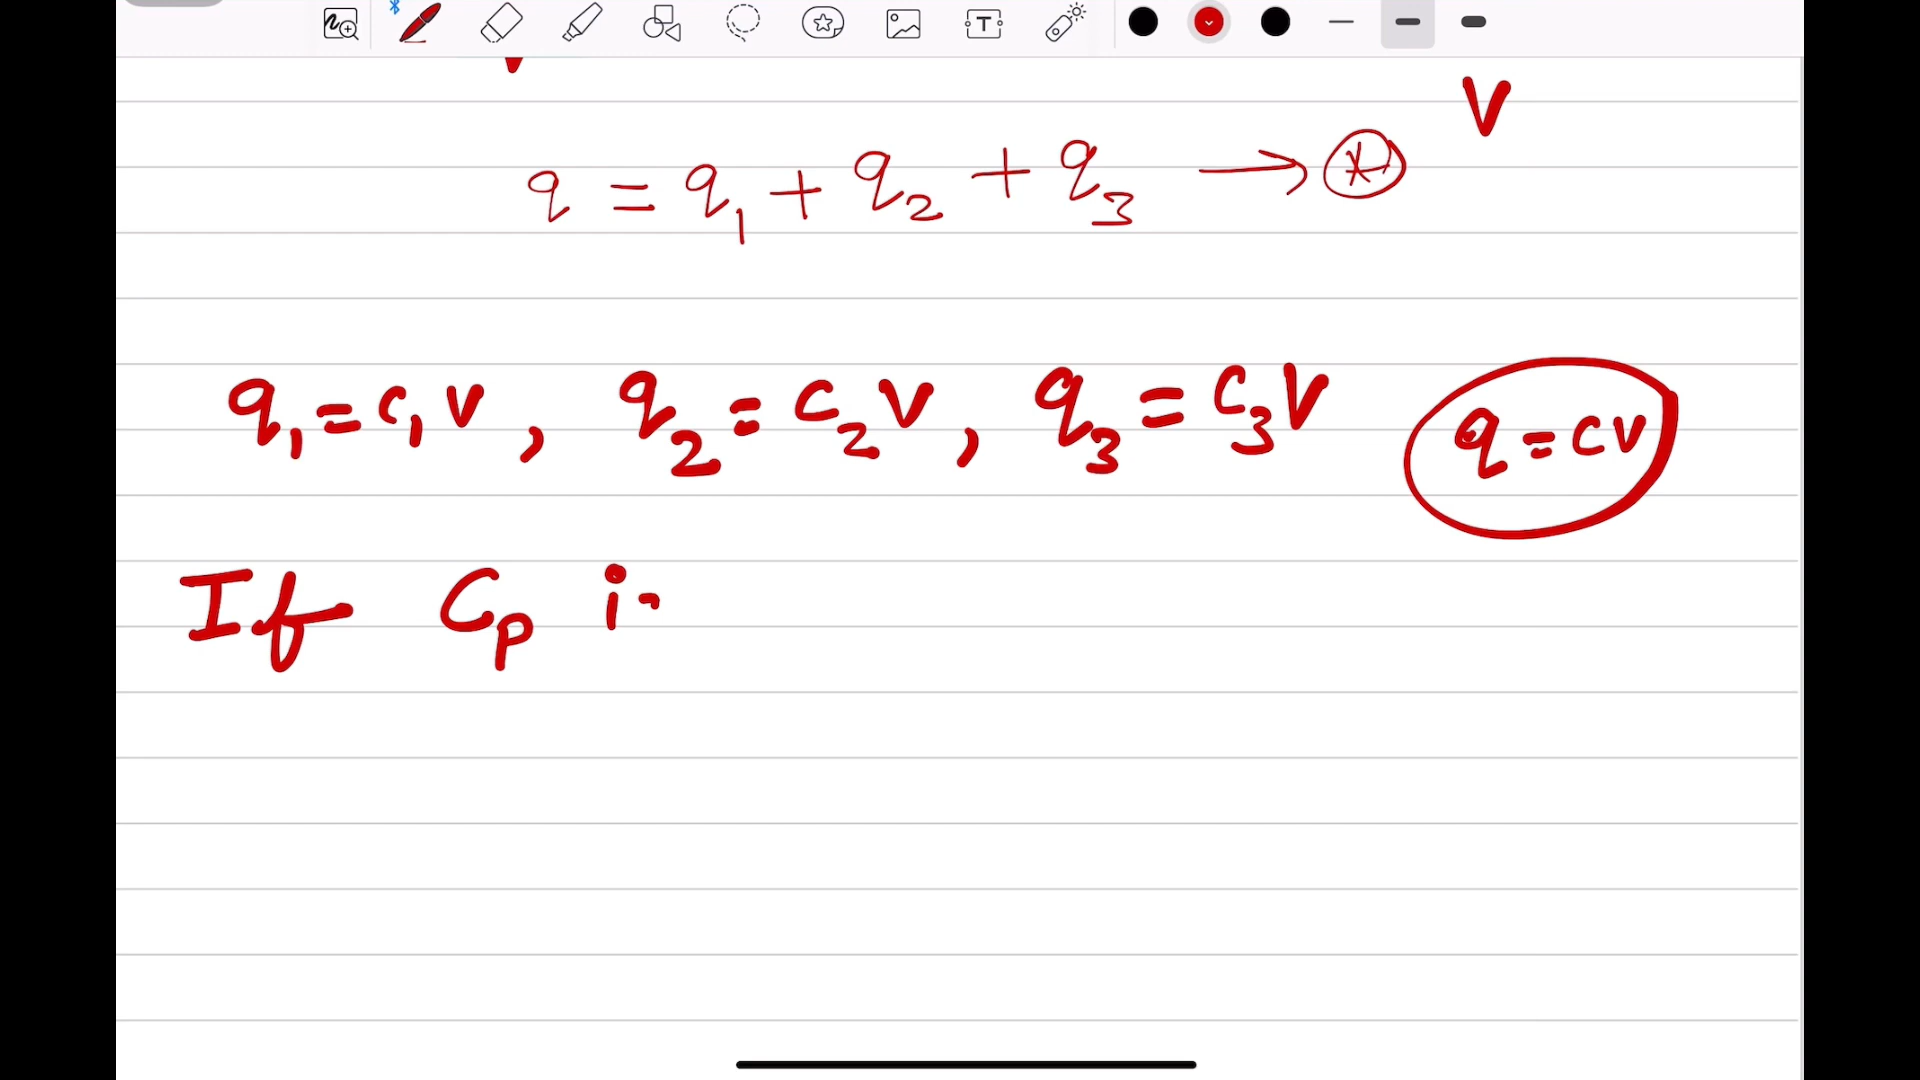 V
q = q₁ + q₂ + q₃ → ⊛
q₁ = c₁V , q₂ = c₂V , q₃ = C₃V q = cV
If Cp i